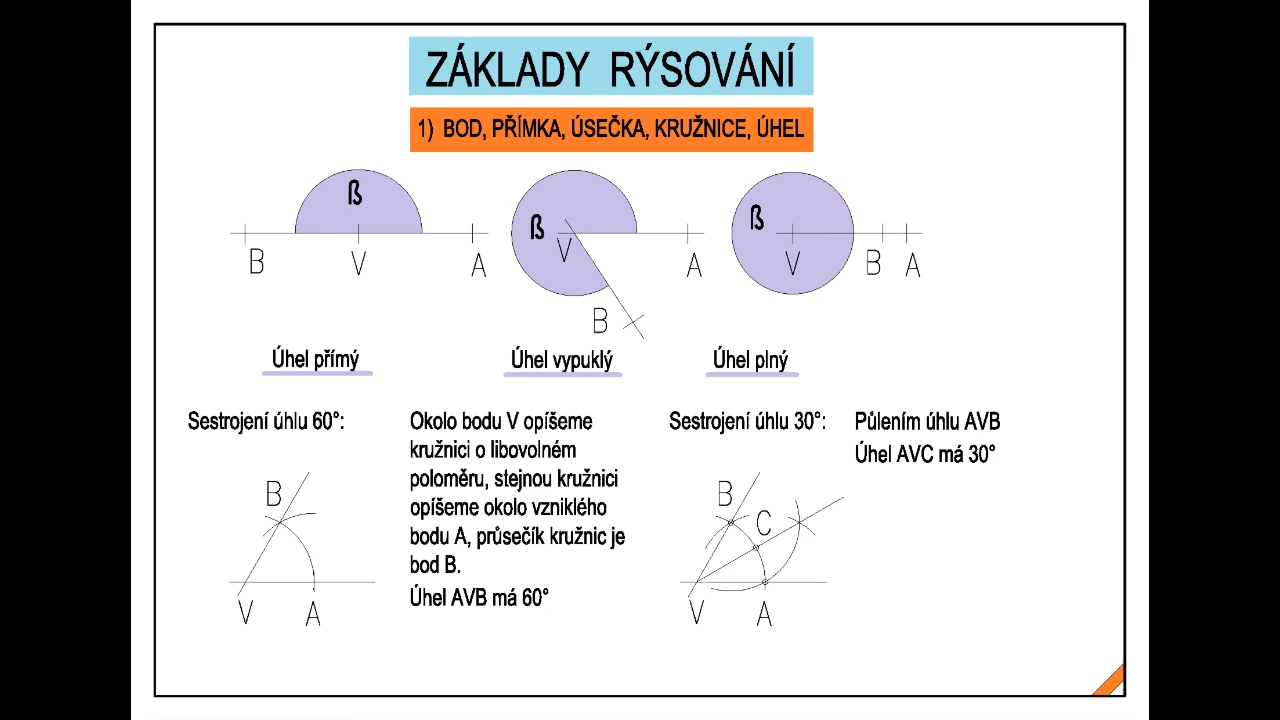 ZÁKLADY RÝSOVÁNÍ
1) BOD, PŘÍMKA, ÚSEČKA, KRUŽNICE, ÚHEL
ß
B
V
A
ß
V
A
B
ß
V
B
A
Úhel přímý
Úhel vypuklý
Úhel plný
Sestrojení úhlu 60°:
B
V
A
Okolo bodu V opíšeme
kružnici o libovolném
poloměru, stejnou kružnici
opíšeme okolo vzniklého
bodu A, průsečík kružnic je
bod B.
Úhel AVB má 60°
Sestrojení úhlu 30°:
B
C
V
A
Půlením úhlu AVB
Úhel AVC má 30°